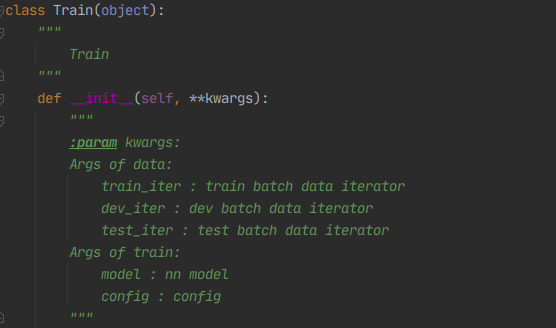 class Train(object):
"""
Train
"""
def __init__(self, **kwargs):
"""
:param kwargs:
Args of data:
train_iter : train batch data iterator
dev_iter : dev batch data iterator
test_iter : test batch data iterator
Args of train:
model : nn model
config : config
"""